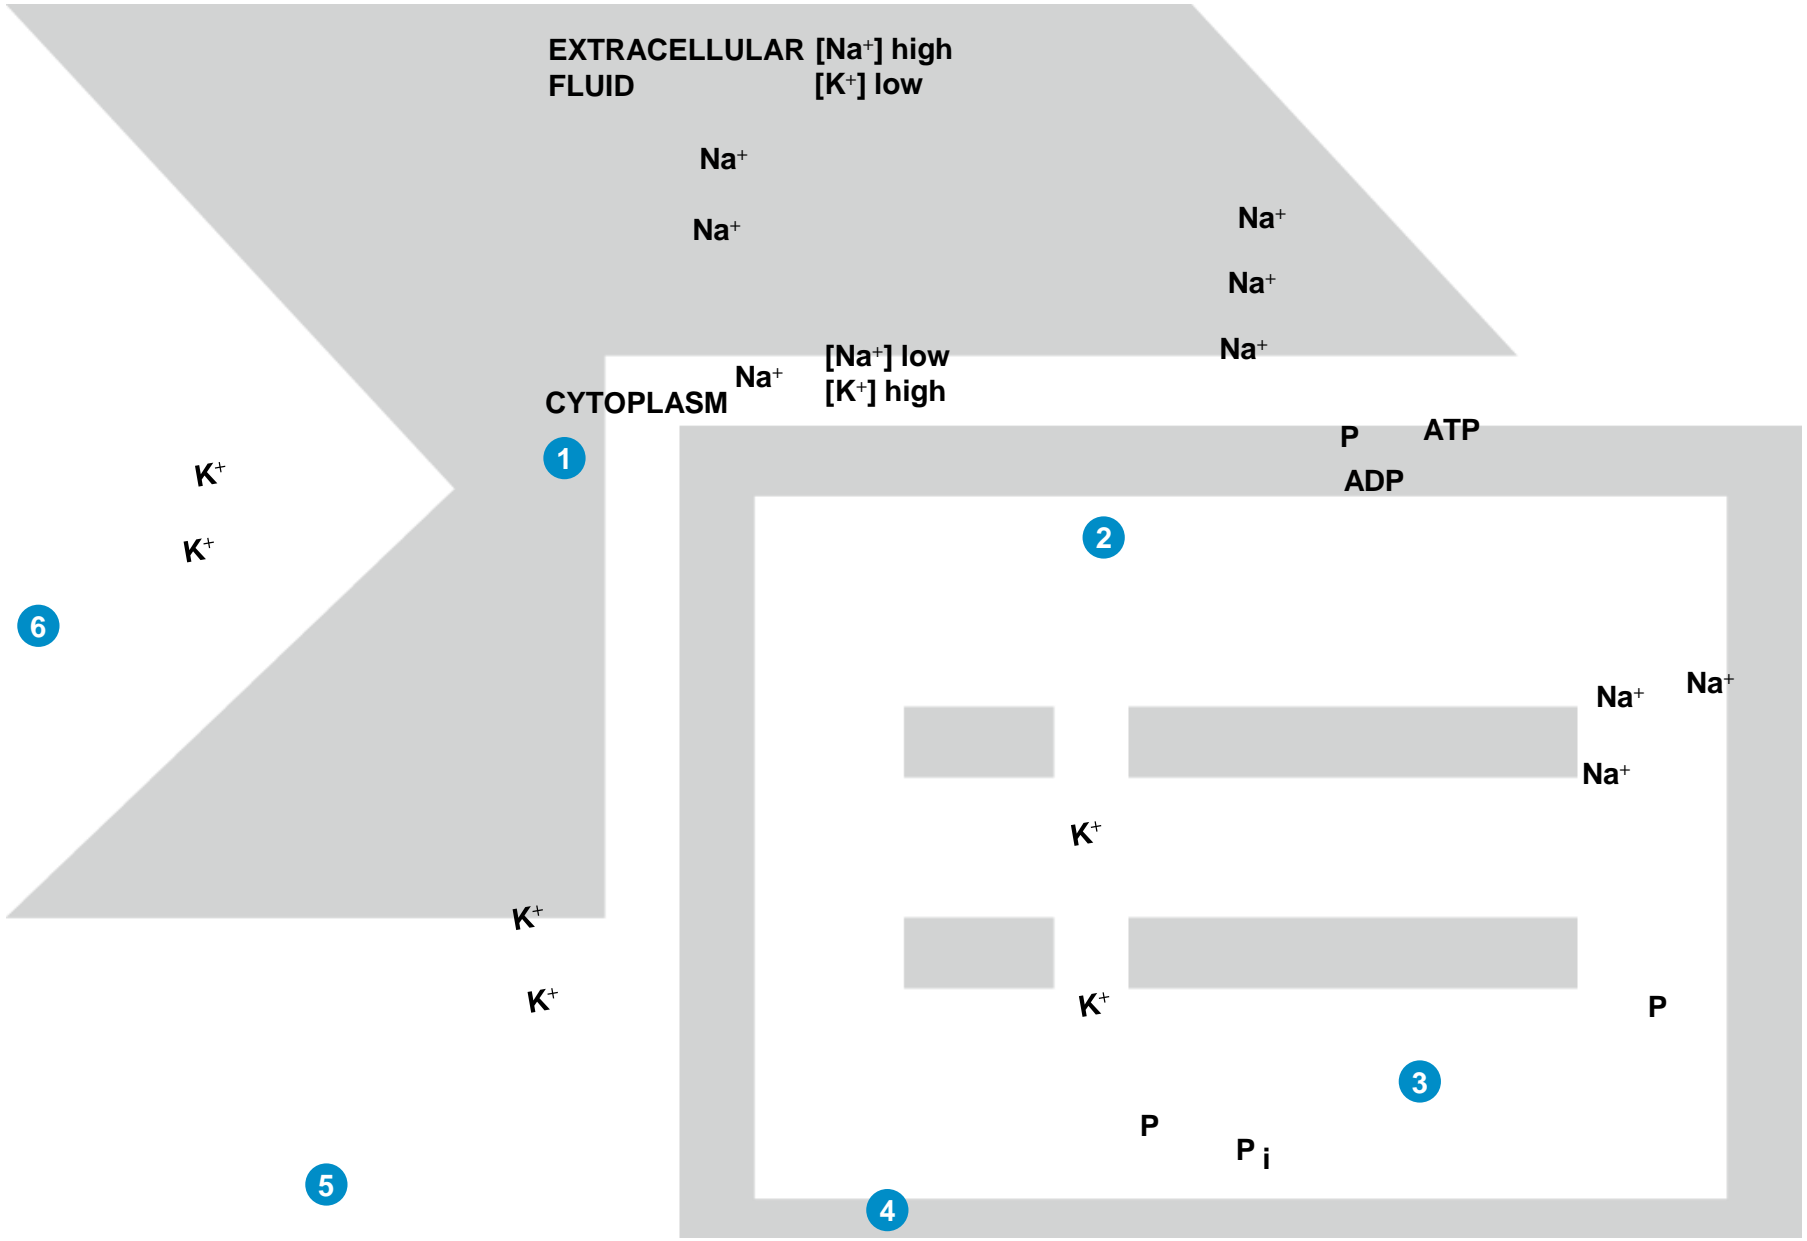 EXTRACELLULAR [Na⁺] high
FLUID [K⁺] low
Na⁺
Na⁺
Na⁺
Na⁺
Na⁺
[Na⁺] low
Na⁺
[K⁺] high
CYTOPLASM
P
ATP
ADP
1
K⁺
K⁺
2
6
Na⁺
Na⁺
Na⁺
K⁺
K⁺
K⁺
K⁺
P
3
P
P i
5
4